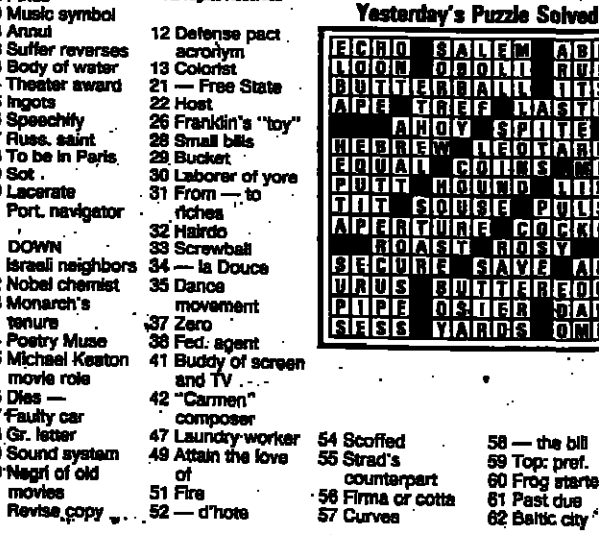 Music symbol
Annul
Suffer reverses
Body of water
Theater award
Ingots
Speechify
Russ. saint
To be in Paris
Sot
Lacerate
Port. navigator
DOWN
Israeli neighbors
Nobel chemist
Monarch's
tenure
Poetry Muse
Michael Keaton
movie role
Dies —
Faulty car
Gr. letter
Sound system
Negri of old
movies
Revise copy
12 Defense pact
acronym
13 Colorist
21 — Free State
22 Host
26 Franklin's "toy"
28 Small bills
29 Bucket
30 Laborer of yore
31 From — to
riches
32 Hairdo
33 Screwball
34 — la Douce
35 Dance
movement
37 Zero
38 Fed. agent
41 Buddy of screen
and TV
42 "Carmen"
composer
47 Laundry worker
49 Attain the love
of
51 Fire
52 — d'hote
Yesterday's Puzzle Solved
ECHO SALEM AB
LOON OBOLI RU
BUTTERBALL IT
APE TREF LAST
AHOY SPITE
HEBREW LEOTAR
EQUAL COINS
PUTT HOUND LI
TIT SOUSE PUL
APERTURE COCK
ROAST ROSY
SECURE SAVE A
URUS BUTTERED
PIPE OSIER DA
SESS YARDS OM
54 Scoffed
55 Strad's
counterpart
56 Firma or cotta
57 Curves
58 — the bill
59 Top: pref.
60 Frog
61 Past due
62 Baltic city